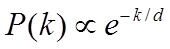 P(k) ∝ e^{-k/d}